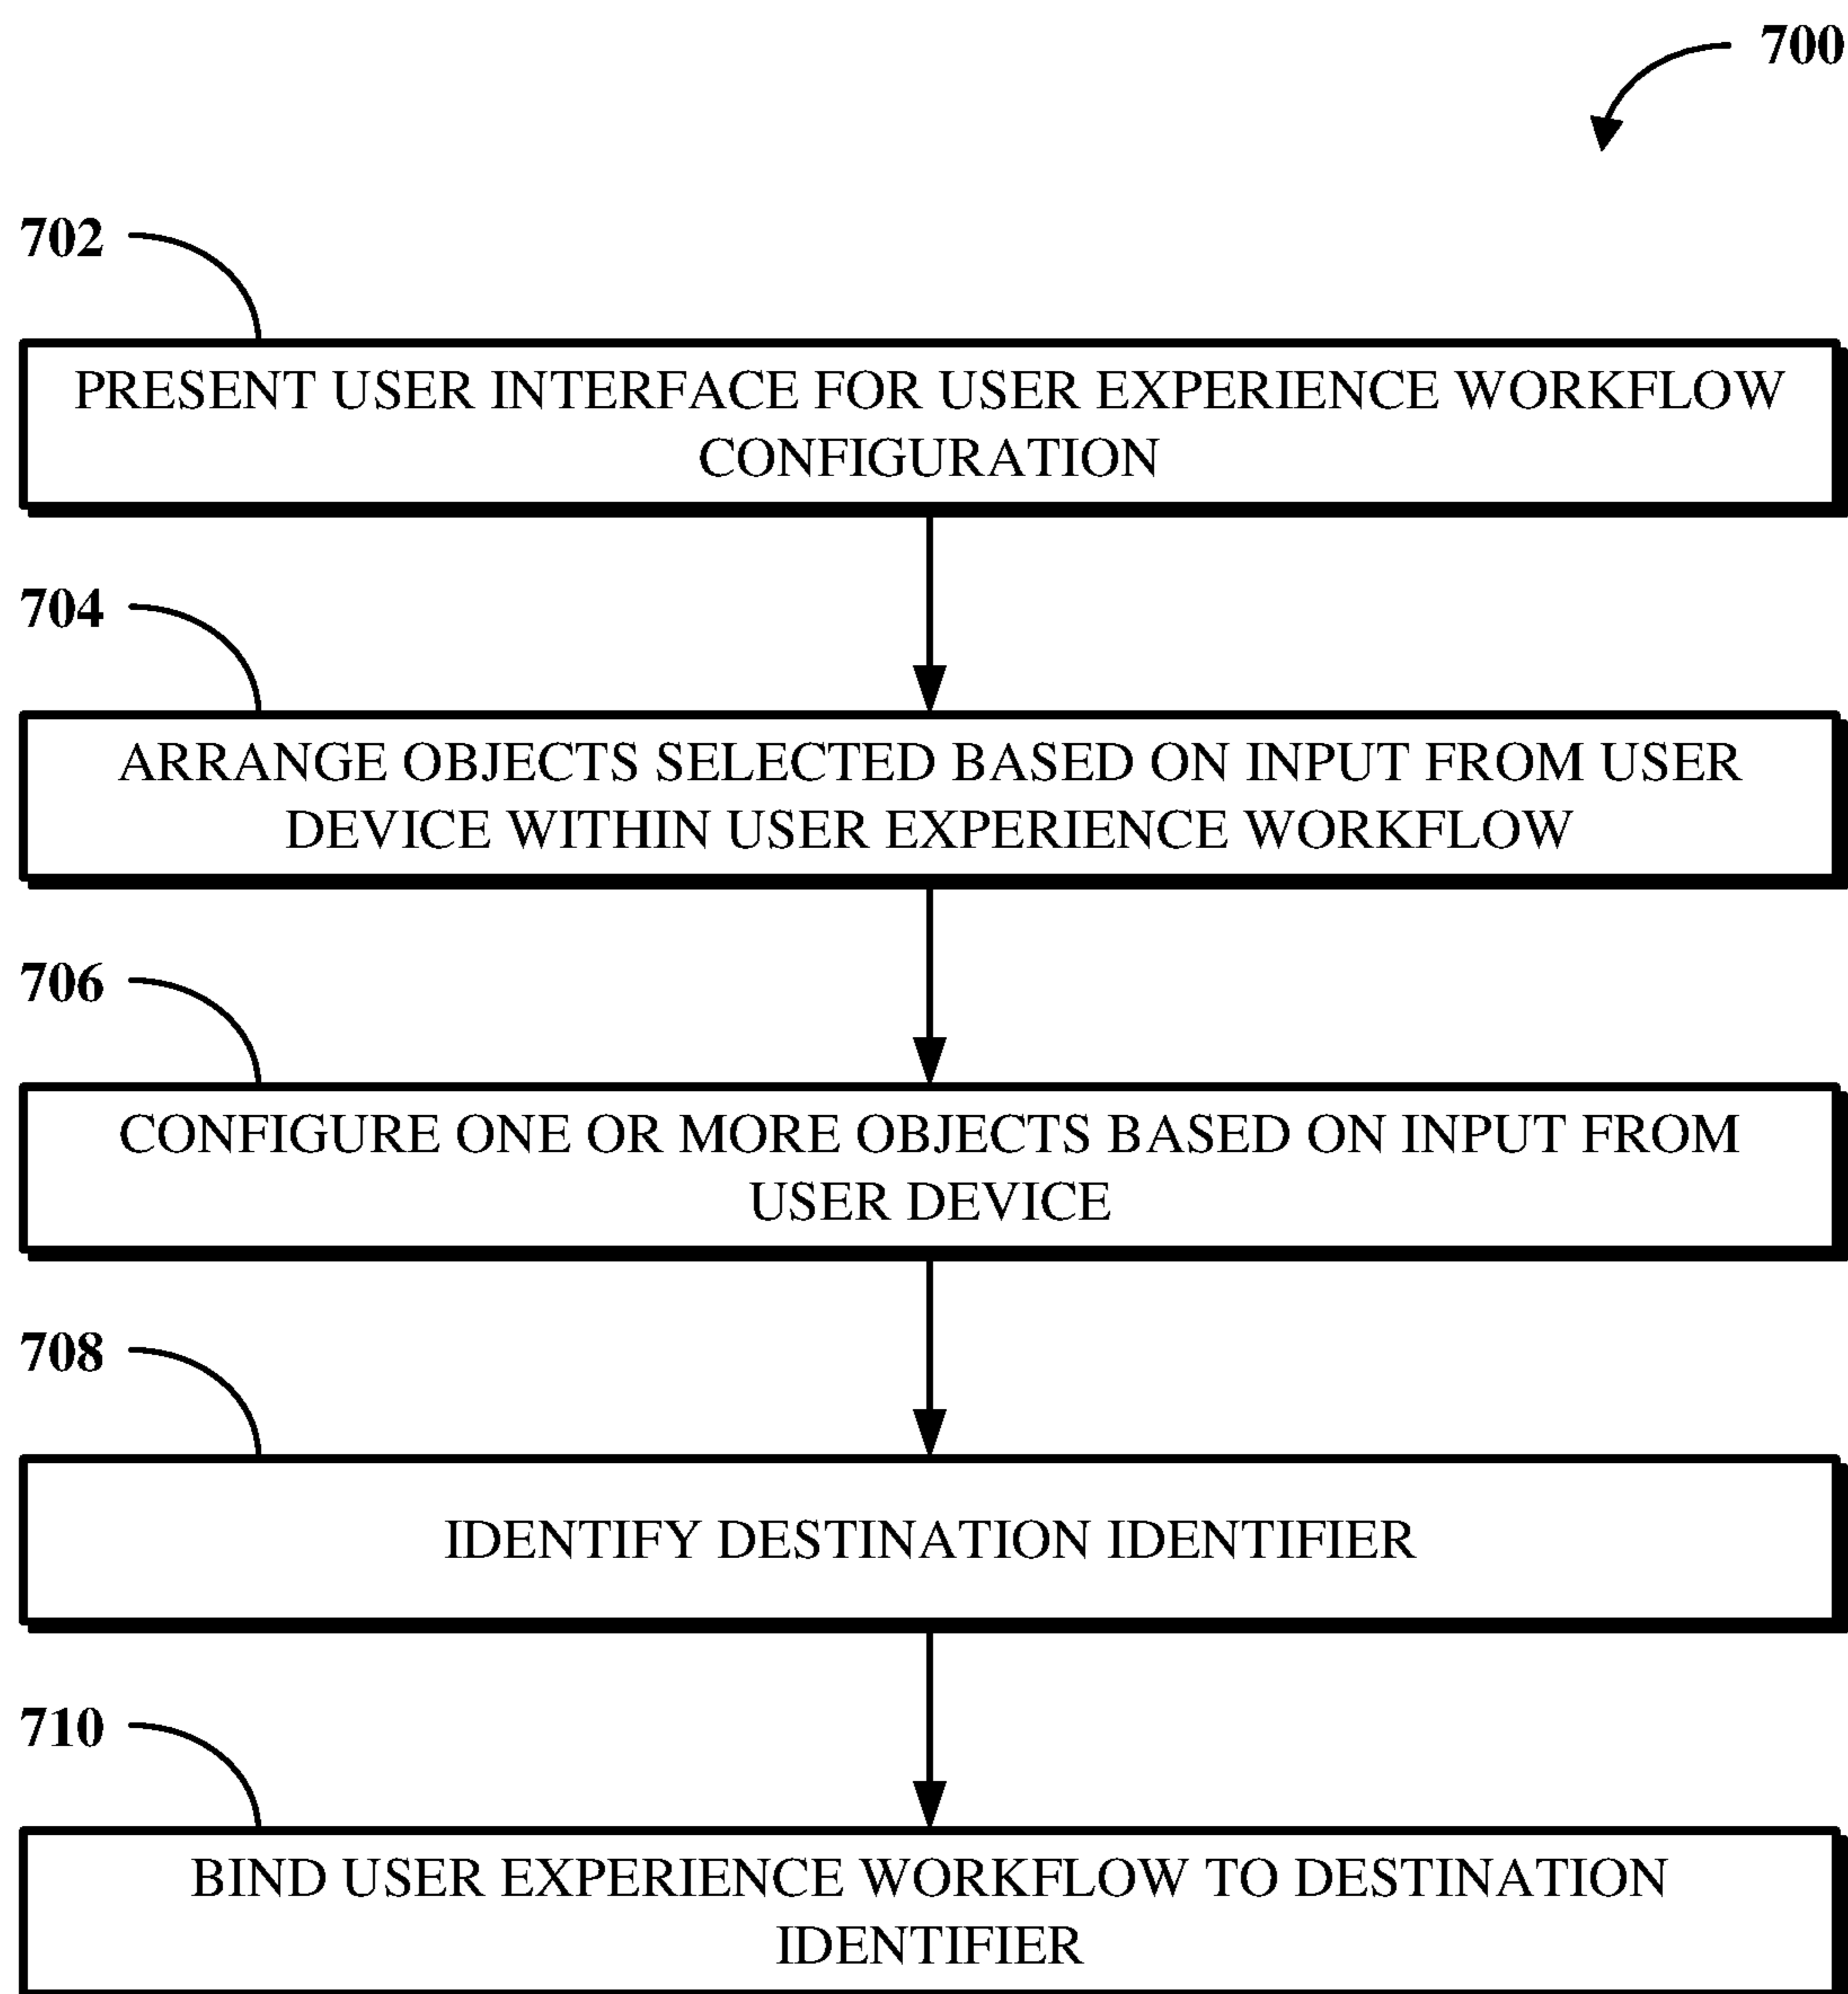 700
702
PRESENT USER INTERFACE FOR USER EXPERIENCE WORKFLOW
CONFIGURATION
704
ARRANGE OBJECTS SELECTED BASED ON INPUT FROM USER
DEVICE WITHIN USER EXPERIENCE WORKFLOW
706
CONFIGURE ONE OR MORE OBJECTS BASED ON INPUT FROM
USER DEVICE
708
IDENTIFY DESTINATION IDENTIFIER
710
BIND USER EXPERIENCE WORKFLOW TO DESTINATION
IDENTIFIER